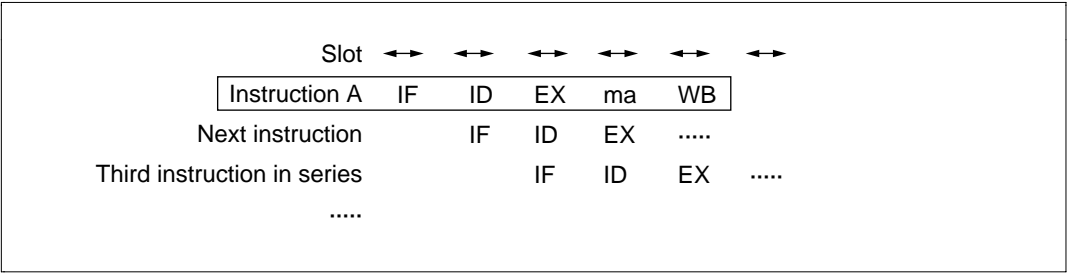 Slot
Instruction A IF ID EX ma WB
Next instruction IF ID EX .....
Third instruction in series IF ID EX .....
.....